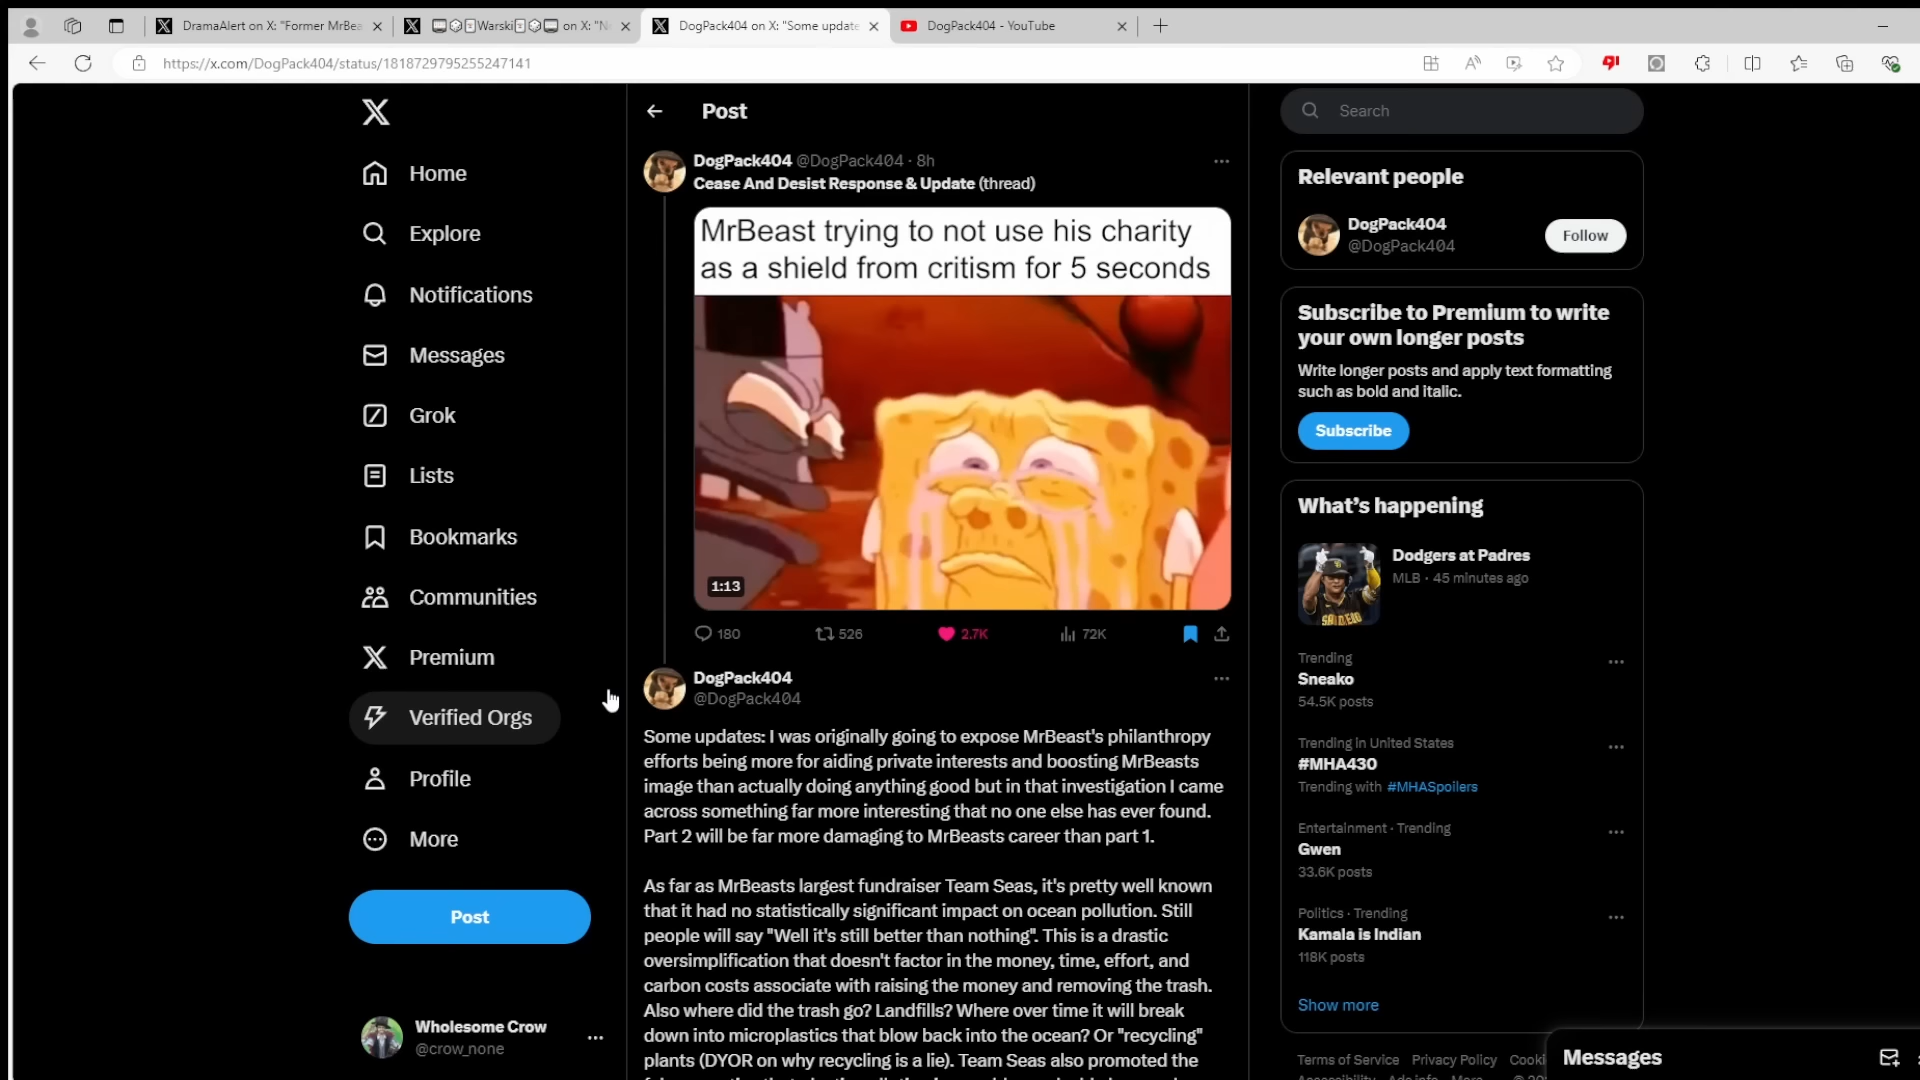 DramaAlert on X: "Former MrBea
Warski on X: "N
DogPack404 on X: "Some update
DogPack404 - YouTube
https://x.com/DogPack404/status/1818729795255247141
Home
Explore
Notifications
Messages
Grok
Lists
Bookmarks
Communities
Premium
Verified Orgs
Profile
More
Post
Wholesome Crow
@crow_none
Post
DogPack404 @DogPack404 · 8h
Cease And Desist Response & Update (thread)
MrBeast trying to not use his charity
as a shield from critism for 5 seconds
1:13
180 526 2.7K 72K
DogPack404
@DogPack404
Some updates: I was originally going to expose MrBeast's philanthropy
efforts being more for aiding private interests and boosting MrBeasts
image than actually doing anything good but in that investigation I came
across something far more interesting that no one else has ever found.
Part 2 will be far more damaging to MrBeasts career than part 1.
As far as MrBeasts largest fundraiser Team Seas, it's pretty well known
that it had no statistically significant impact on ocean pollution. Still
people will say "Well it's still better than nothing". This is a drastic
oversimplification that doesn't factor in the money, time, effort, and
carbon costs associate with raising the money and removing the trash.
Also where did the trash go? Landfills? Where over time it will break
down into microplastics that blow back into the ocean? Or "recycling"
plants (DYOR on why recycling is a lie). Team Seas also promoted the
Search
Relevant people
DogPack404
@DogPack404
Follow
Subscribe to Premium to write
your own longer posts
Write longer posts and apply text formatting
such as bold and italic.
Subscribe
What's happening
Dodgers at Padres
MLB · 45 minutes ago
Trending
Sneako
54.5K posts
Trending in United States
#MHA430
Trending with #MHASpoilers
Entertainment · Trending
Gwen
33.6K posts
Politics · Trending
Kamala is Indian
118K posts
Show more
Terms of Service Privacy Policy Cooki
Messages